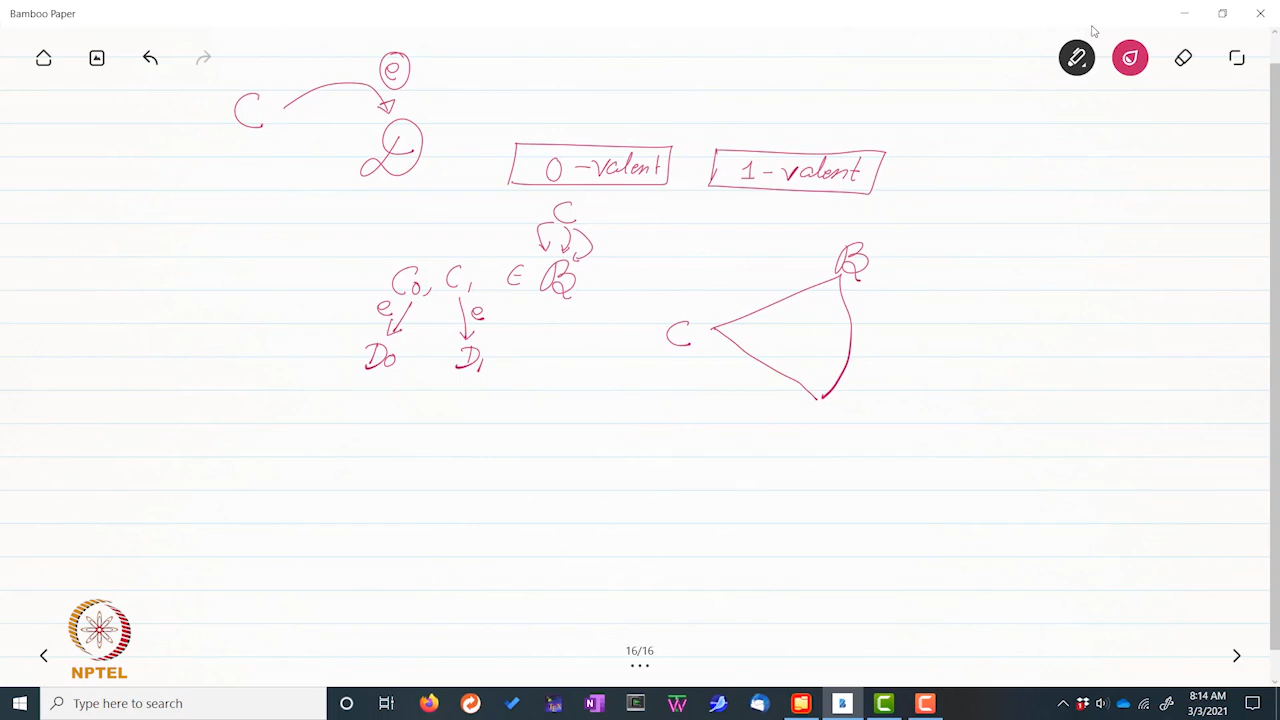 Bamboo Paper
e
C
D
0-valent 1-valent
C
B
C0, C1 ∈ B
e e
D0 D1
C
16/16
NPTEL
Type here to search
8:14 AM
3/3/2021